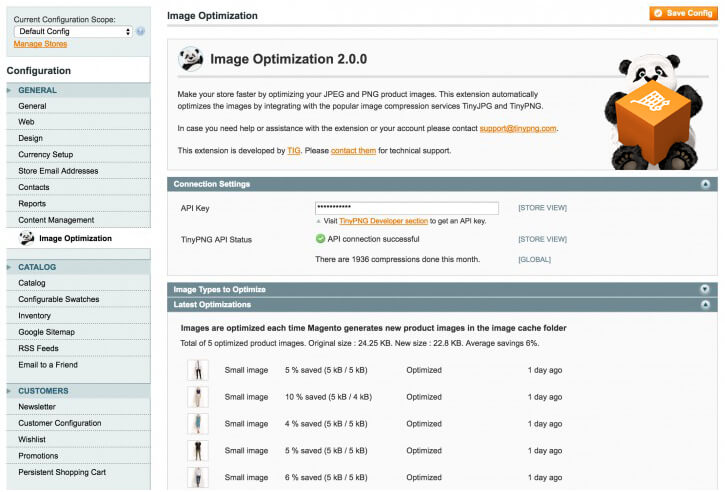 Current Configuration Scope:
Default Config
Manage Stores
Configuration
GENERAL
General
Web
Design
Currency Setup
Store Email Addresses
Contacts
Reports
Content Management
Image Optimization
CATALOG
Catalog
Configurable Swatches
Inventory
Google Sitemap
RSS Feeds
Email to a Friend
CUSTOMERS
Newsletter
Customer Configuration
Wishlist
Promotions
Persistent Shopping Cart
Image Optimization
Save Config
Image Optimization 2.0.0
Make your store faster by optimizing your JPEG and PNG product images. This extension automatically
optimizes the images by integrating with the popular image compression services TinyJPG and TinyPNG.
In case you need help or assistance with the extension or your account please contact support@tinypng.com.
This extension is developed by TIG. Please contact them for technical support.
Connection Settings
API Key *********** [STORE VIEW]
Visit TinyPNG Developer section to get an API key.
TinyPNG API Status API connection successful [STORE VIEW]
There are 1936 compressions done this month. [GLOBAL]
Image Types to Optimize
Latest Optimizations
Images are optimized each time Magento generates new product images in the image cache folder
Total of 5 optimized product images. Original size : 24.25 KB. New size : 22.8 KB. Average savings 6%.
Small image 5 % saved (5 kB / 5 kB) Optimized 1 day ago
Small image 10 % saved (5 kB / 4 kB) Optimized 1 day ago
Small image 4 % saved (5 kB / 5 kB) Optimized 1 day ago
Small image 5 % saved (5 kB / 5 kB) Optimized 1 day ago
Small image 6 % saved (5 kB / 5 kB) Optimized 1 day ago